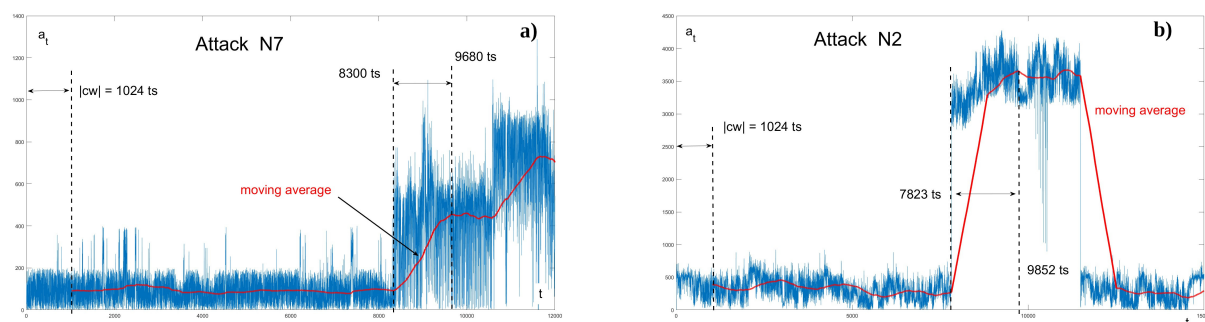 a)
1400
a_t
Attack N7
9680 ts
1200
8300 ts
|cw| = 1024 ts
1000
800
600
moving average
400
200
t
0
0 2000 4000 6000 8000 10000 12000
b)
4500
a_t
Attack N2
4000
3500
moving average
|cw| = 1024 ts
3000
2500
2000
7823 ts
1500
1000
9852 ts
500
0
0 5000 10000